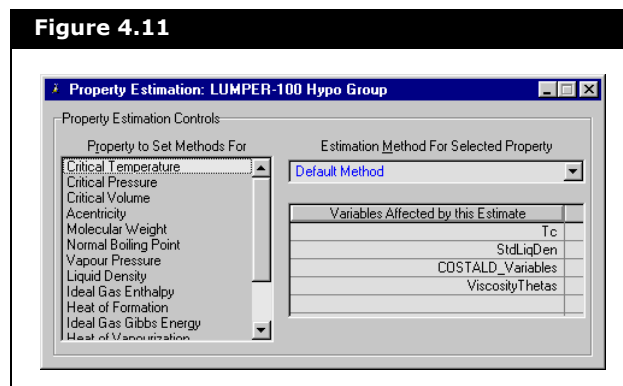 Figure 4.11
Property Estimation: LUMPER-100 Hypo Group
Property Estimation Controls
Property to Set Methods For
Critical Temperature
Critical Pressure
Critical Volume
Acentricity
Molecular Weight
Normal Boiling Point
Vapour Pressure
Liquid Density
Ideal Gas Enthalpy
Heat of Formation
Ideal Gas Gibbs Energy
Heat of Vapourization
Estimation Method For Selected Property
Default Method
Variables Affected by this Estimate
Tc
StdLiqDen
COSTALD_Variables
ViscosityThetas